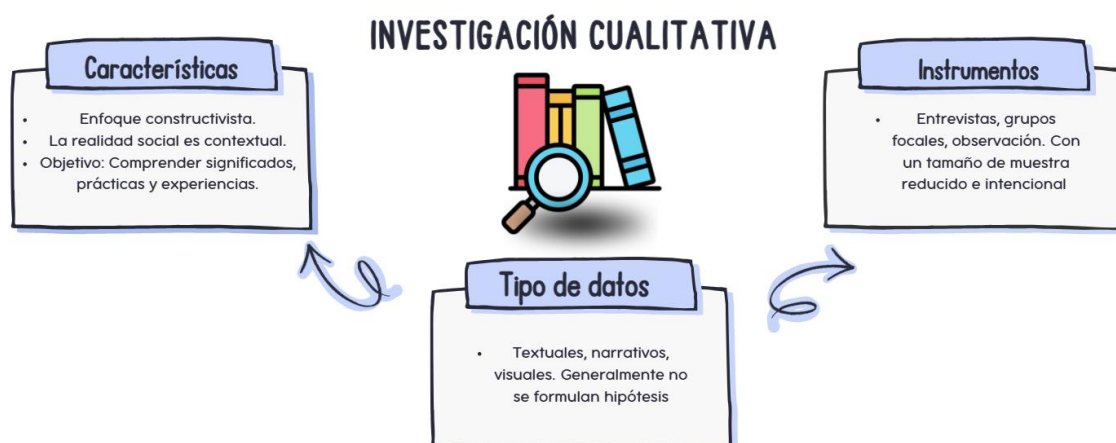 INVESTIGACIÓN CUALITATIVA
Características
• Enfoque constructivista.
• La realidad social es contextual.
• Objetivo: Comprender significados,
prácticas y experiencias.
Instrumentos
• Entrevistas, grupos
focales, observación. Con
un tamaño de muestra
reducido e intencional
Tipo de datos
• Textuales, narrativos,
visuales. Generalmente no
se formulan hipótesis